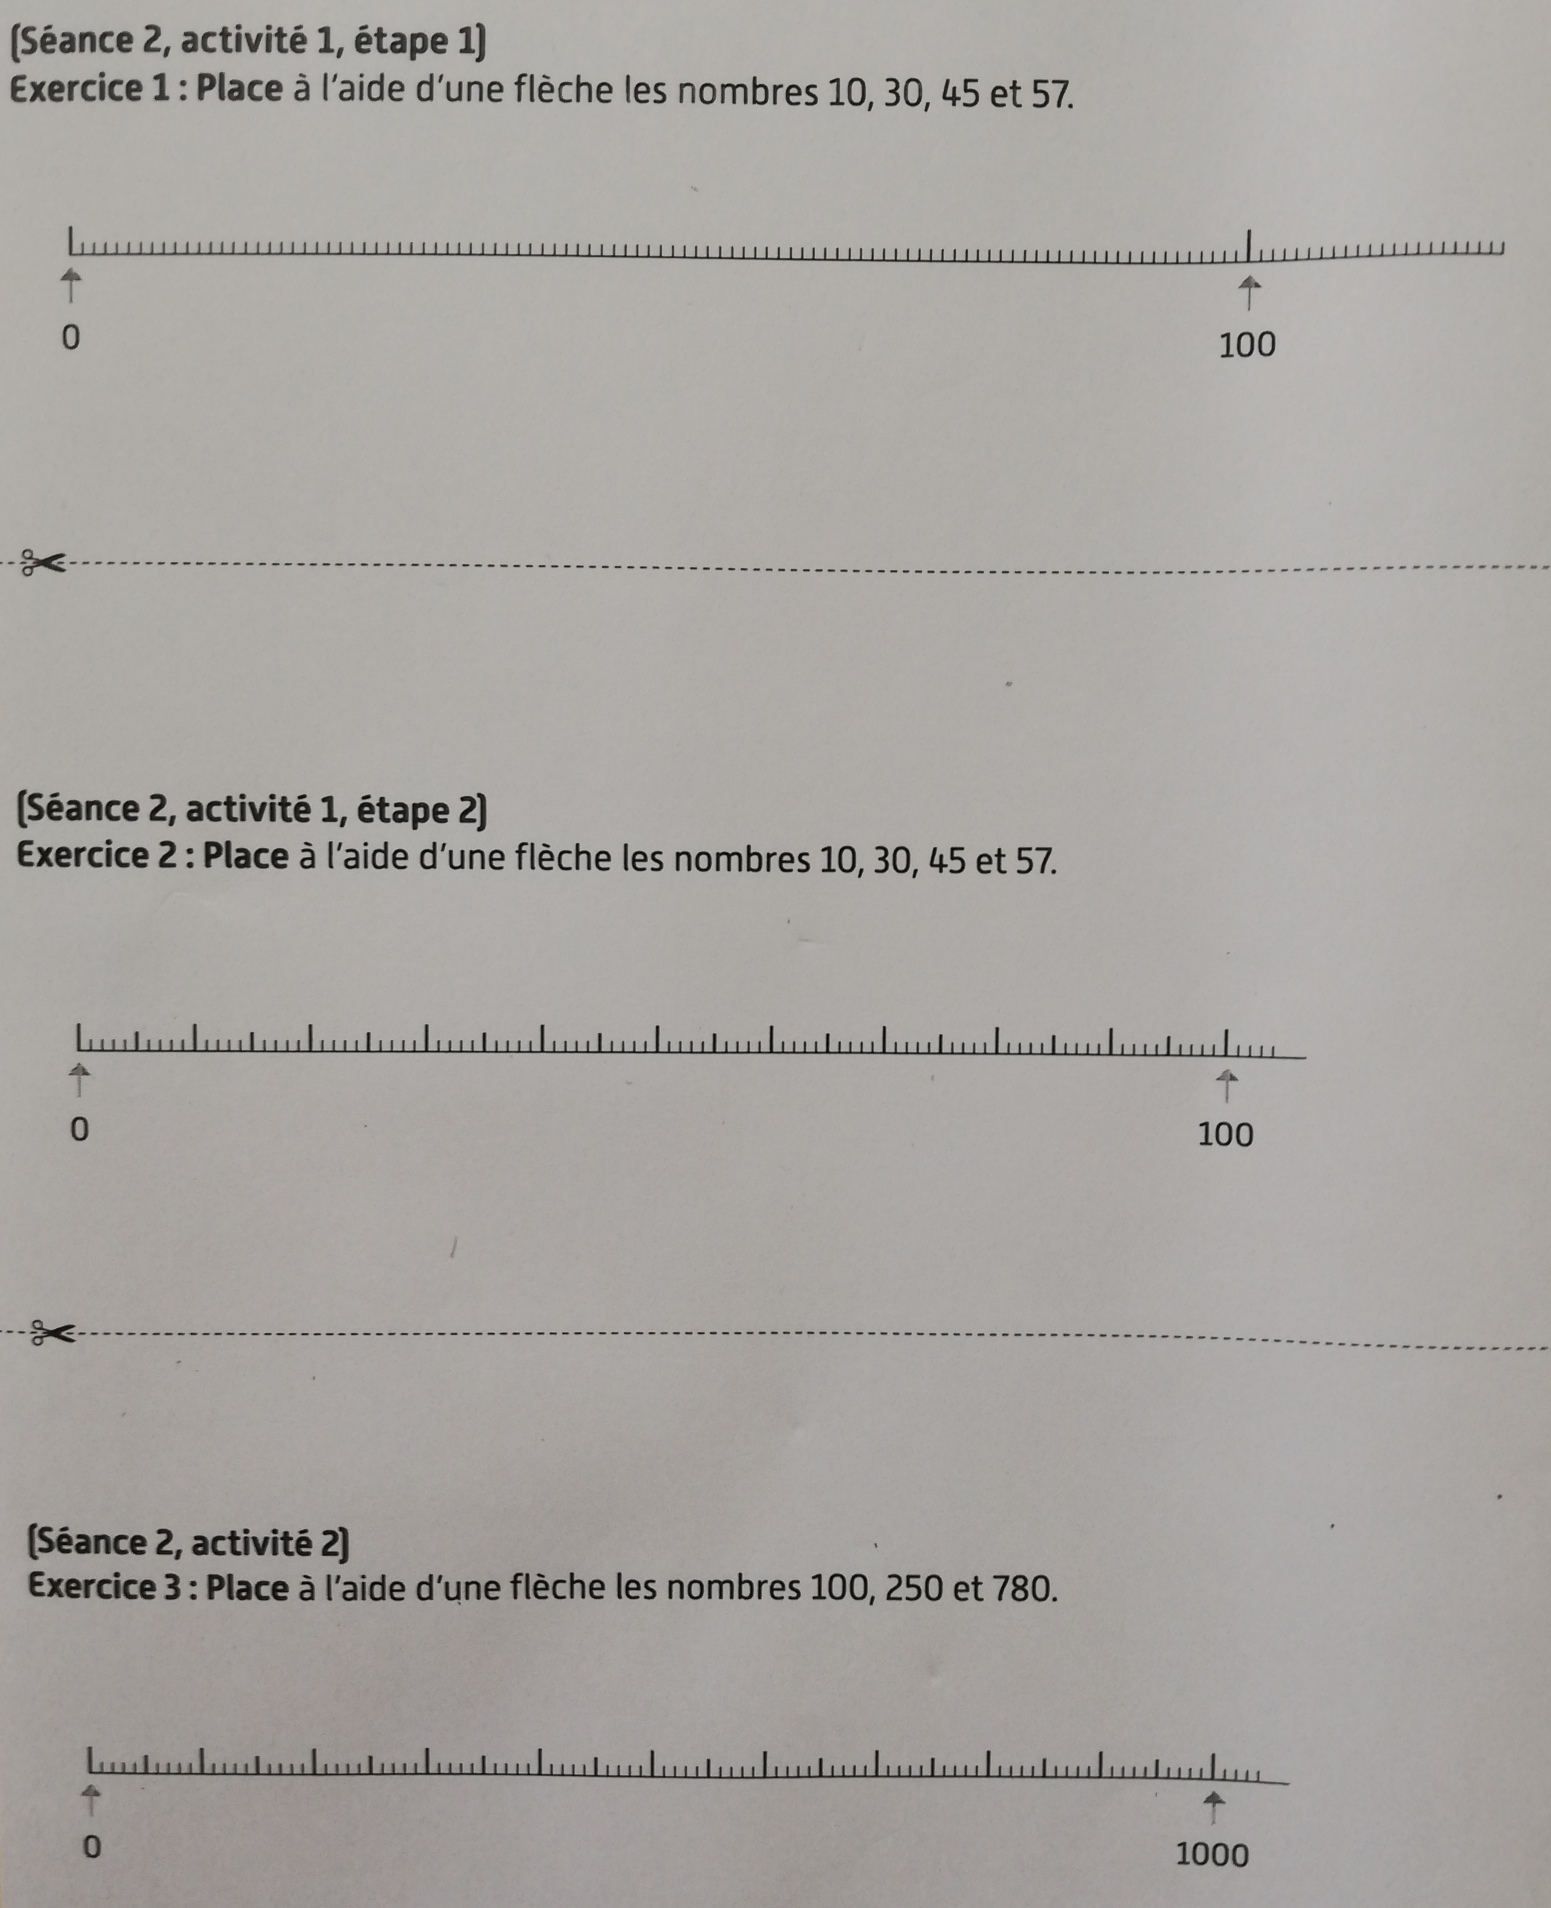 (Séance 2, activité 1, étape 1)
Exercice 1 : Place à l'aide d'une flèche les nombres 10, 30, 45 et 57.
0 100
(Séance 2, activité 1, étape 2)
Exercice 2 : Place à l'aide d'une flèche les nombres 10, 30, 45 et 57.
0 100
(Séance 2, activité 2)
Exercice 3 : Place à l'aide d'une flèche les nombres 100, 250 et 780.
0 1000